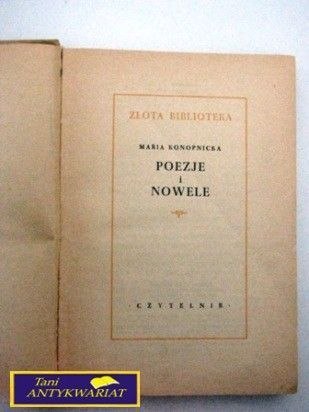 ZŁOTA BIBLIOTEKA
MARIA KONOPNICKA
POEZJE
i
NOWELE
· CZYTELNIK ·
Tani
ANTYKWARIAT